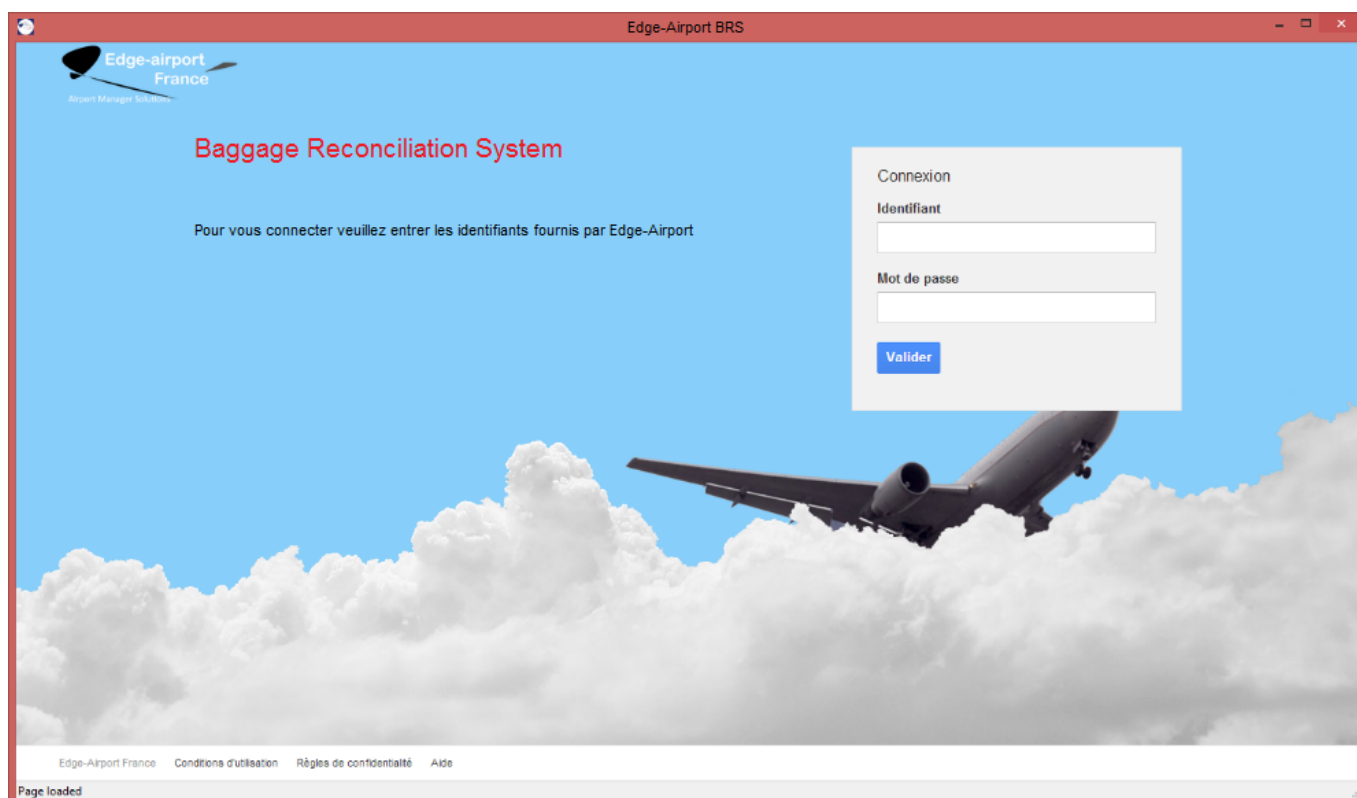 Edge-Airport BRS
Edge-airport
France
Airport Manager Solutions
Baggage Reconciliation System
Pour vous connecter veuillez entrer les identifiants fournis par Edge-Airport
Connexion
Identifiant
Mot de passe
Valider
Edge-Airport France Conditions d'utilisation Règles de confidentialité Aide
Page loaded